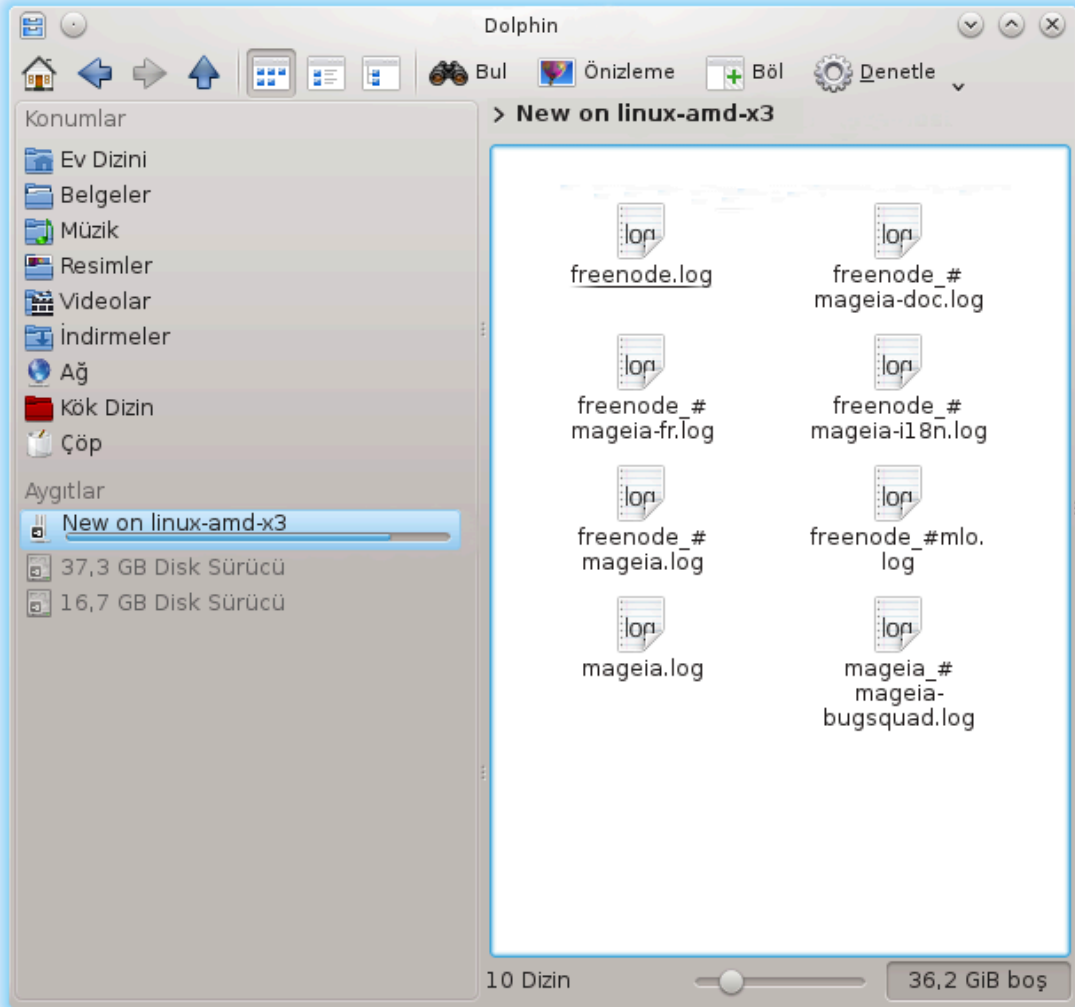 Dolphin
Bul Önizleme Böl Denetle
Konumlar
> New on linux-amd-x3
Ev Dizini
Belgeler
Müzik
Resimler
Videolar
İndirmeler
Ağ
Kök Dizin
Çöp
Aygıtlar
New on linux-amd-x3
37,3 GB Disk Sürücü
16,7 GB Disk Sürücü
log
freenode.log
log
freenode_#
mageia-doc.log
log
freenode_#
mageia-fr.log
log
freenode_#
mageia-i18n.log
log
freenode_#
mageia.log
log
freenode_#mlo.
log
log
mageia.log
log
mageia_#
mageia-
bugsquad.log
10 Dizin
36,2 GiB boş